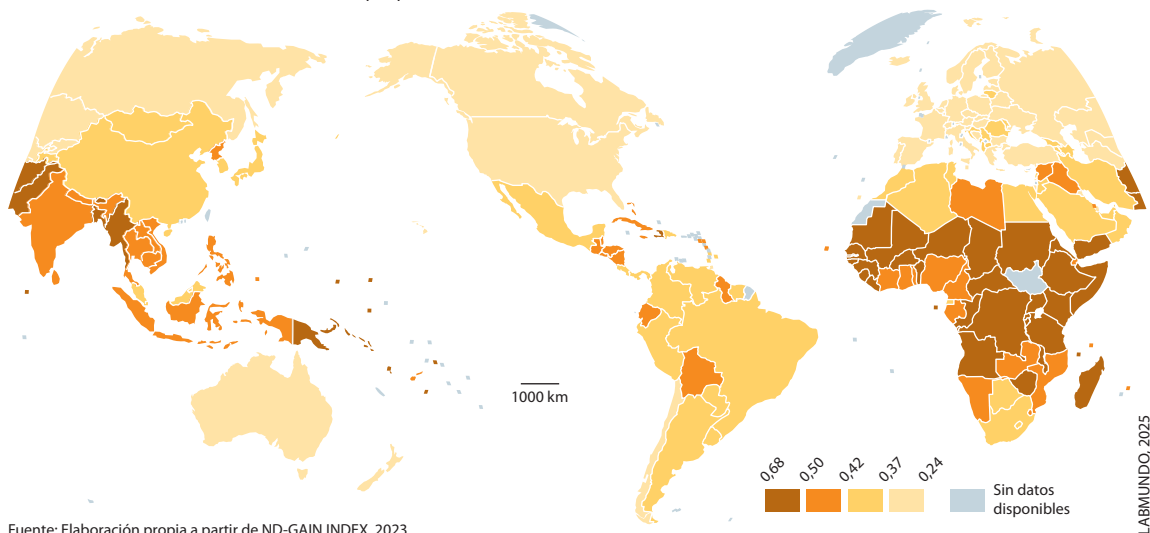 1000 km
0,68
0,50
0,42
0,37
0,24
Sin datos
disponibles
LABMUNDO, 2025
Fuente: Elaboración propia a partir de ND-GAIN INDEX, 2023